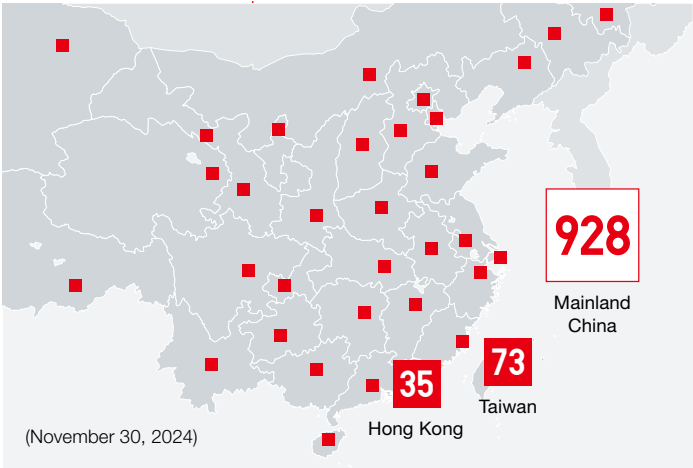 928
Mainland
China
73
Taiwan
35
Hong Kong
(November 30, 2024)